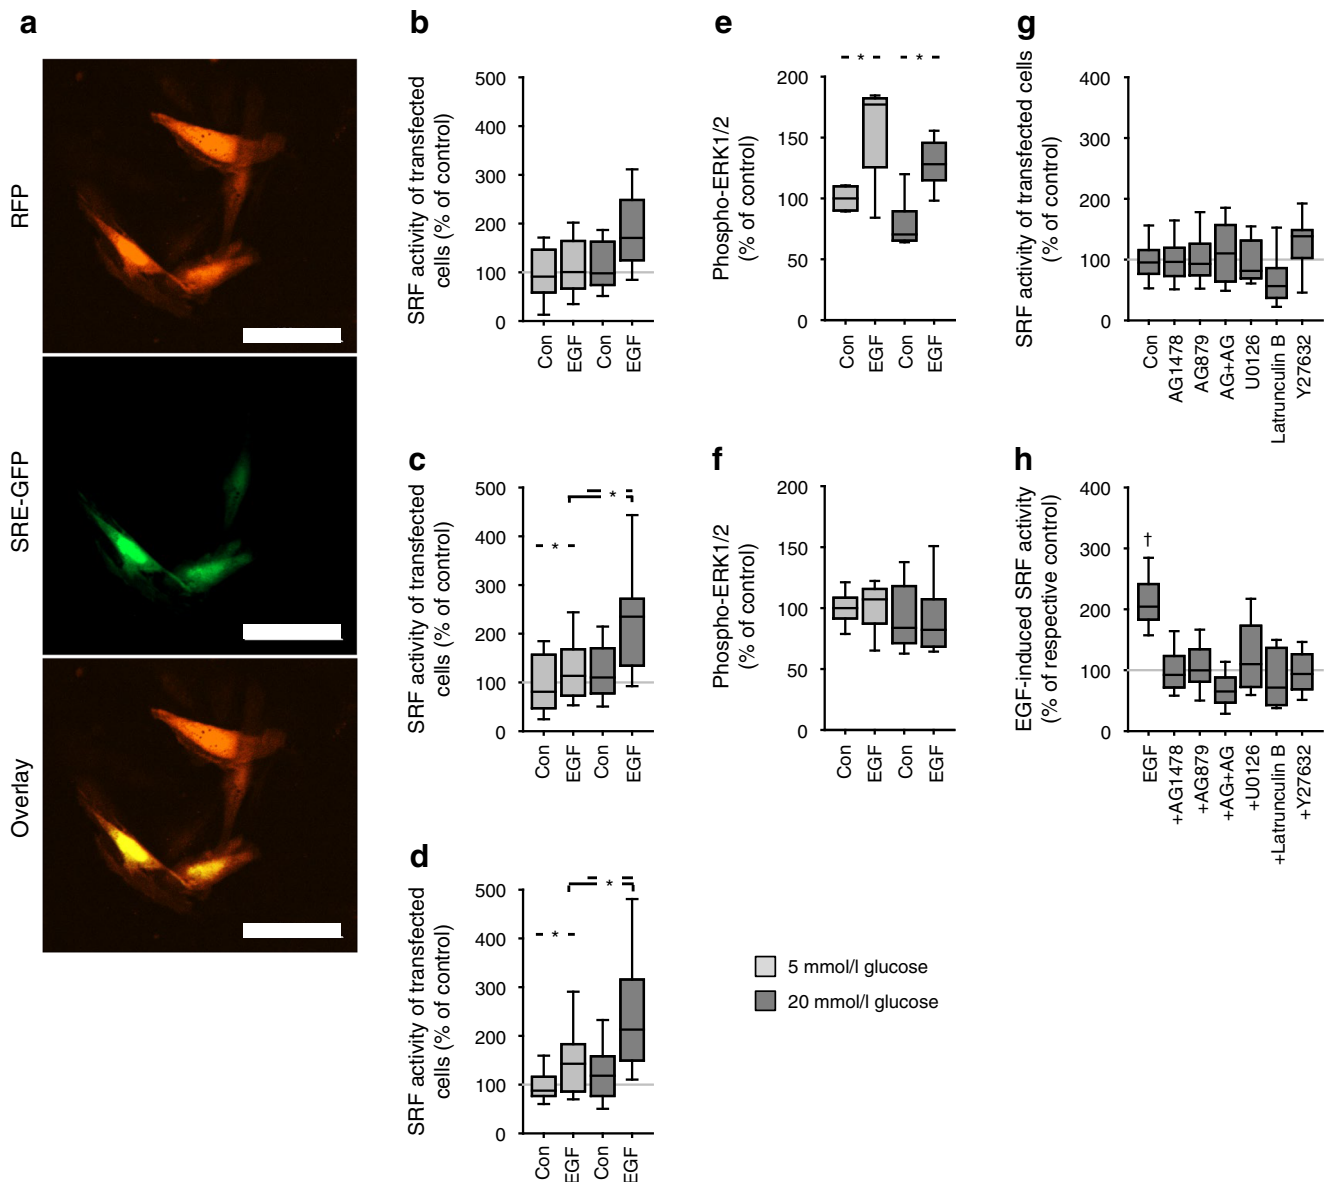 a
RFP
SRE-GFP
Overlay
b
SRF activity of transfected
cells (% of control)
500
400
300
200
100
0
Con
EGF
Con
EGF
c
SRF activity of transfected
cells (% of control)
500
400
300
200
100
0
*
*
Con
EGF
Con
EGF
d
SRF activity of transfected
cells (% of control)
500
400
300
200
100
0
*
*
Con
EGF
Con
EGF
e
Phospho-ERK1/2
(% of control)
200
150
100
50
0
*
*
Con
EGF
Con
EGF
f
Phospho-ERK1/2
(% of control)
200
150
100
50
0
Con
EGF
Con
EGF
5 mmol/l glucose
20 mmol/l glucose
g
SRF activity of transfected cells
(% of control)
400
300
200
100
0
Con
AG1478
AG879
AG+AG
U0126
Latrunculin B
Y27632
h
EGF-induced SRF activity
(% of respective control)
400
300
200
100
0
†
EGF
+AG1478
+AG879
+AG+AG
+U0126
+Latrunculin B
+Y27632